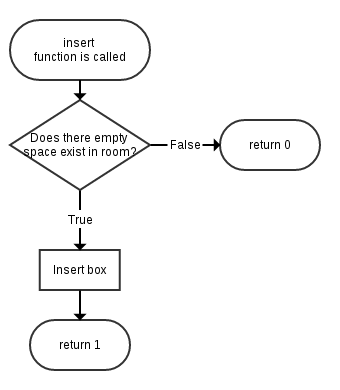 insert
function is called
Does there empty
space exist in room?
False
return 0
True
Insert box
return 1